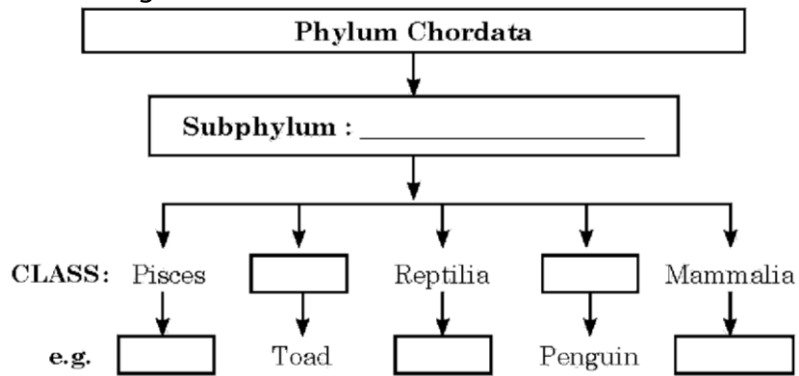 Phylum Chordata
Subphylum : ____________________
CLASS: Pisces Reptilia Mammalia
e.g. Toad Penguin